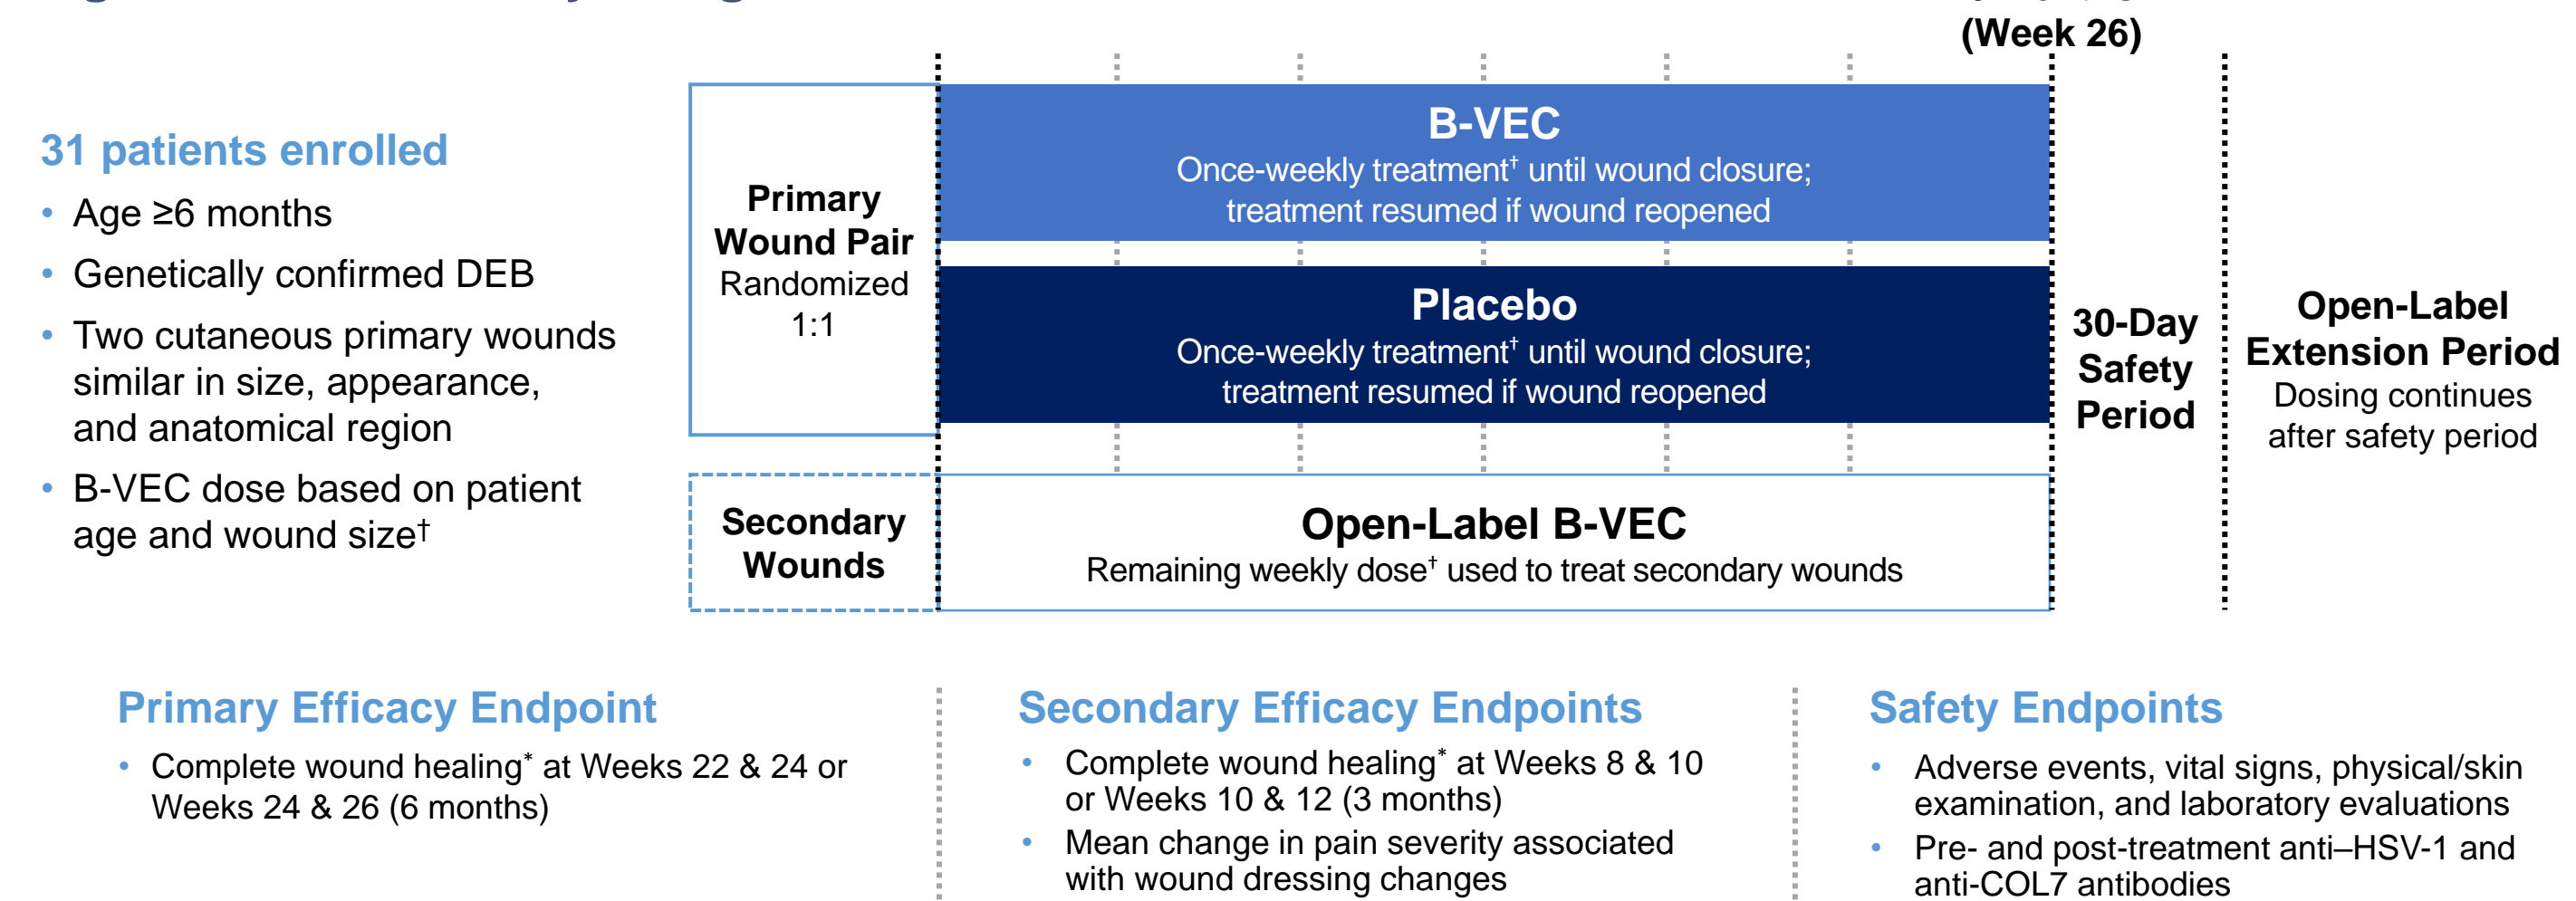 (Week 26)
31 patients enrolled
• Age ≥6 months
• Genetically confirmed DEB
• Two cutaneous primary wounds
similar in size, appearance,
and anatomical region
• B-VEC dose based on patient
age and wound size†
Primary
Wound Pair
Randomized
1:1
B-VEC
Once-weekly treatment† until wound closure;
treatment resumed if wound reopened
Placebo
Once-weekly treatment† until wound closure;
treatment resumed if wound reopened
Secondary
Wounds
Open-Label B-VEC
Remaining weekly dose† used to treat secondary wounds
30-Day
Safety
Period
Open-Label
Extension Period
Dosing continues
after safety period
Primary Efficacy Endpoint
• Complete wound healing* at Weeks 22 & 24 or
Weeks 24 & 26 (6 months)
Secondary Efficacy Endpoints
• Complete wound healing* at Weeks 8 & 10
or Weeks 10 & 12 (3 months)
• Mean change in pain severity associated
with wound dressing changes
Safety Endpoints
• Adverse events, vital signs, physical/skin
examination, and laboratory evaluations
• Pre- and post-treatment anti–HSV-1 and
anti-COL7 antibodies